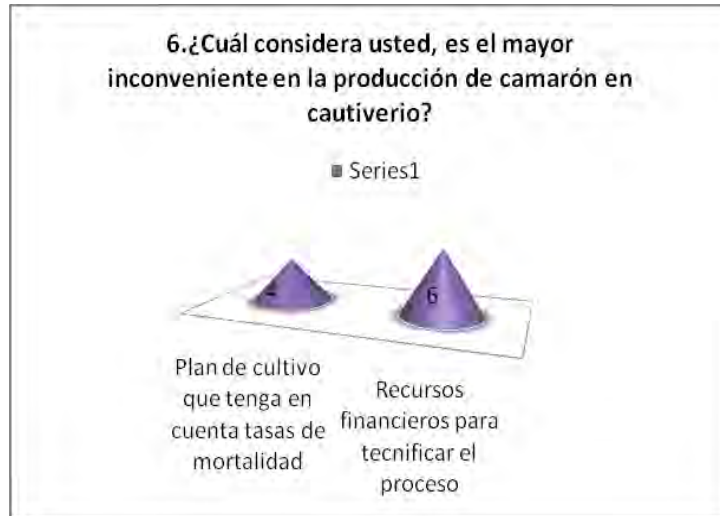 6.¿Cuál considera usted, es el mayor
inconveniente en la producción de camarón en
cautiverio?
Series1
6
Plan de cultivo
que tenga en
cuenta tasas de
mortalidad
Recursos
financieros para
tecnificar el
proceso